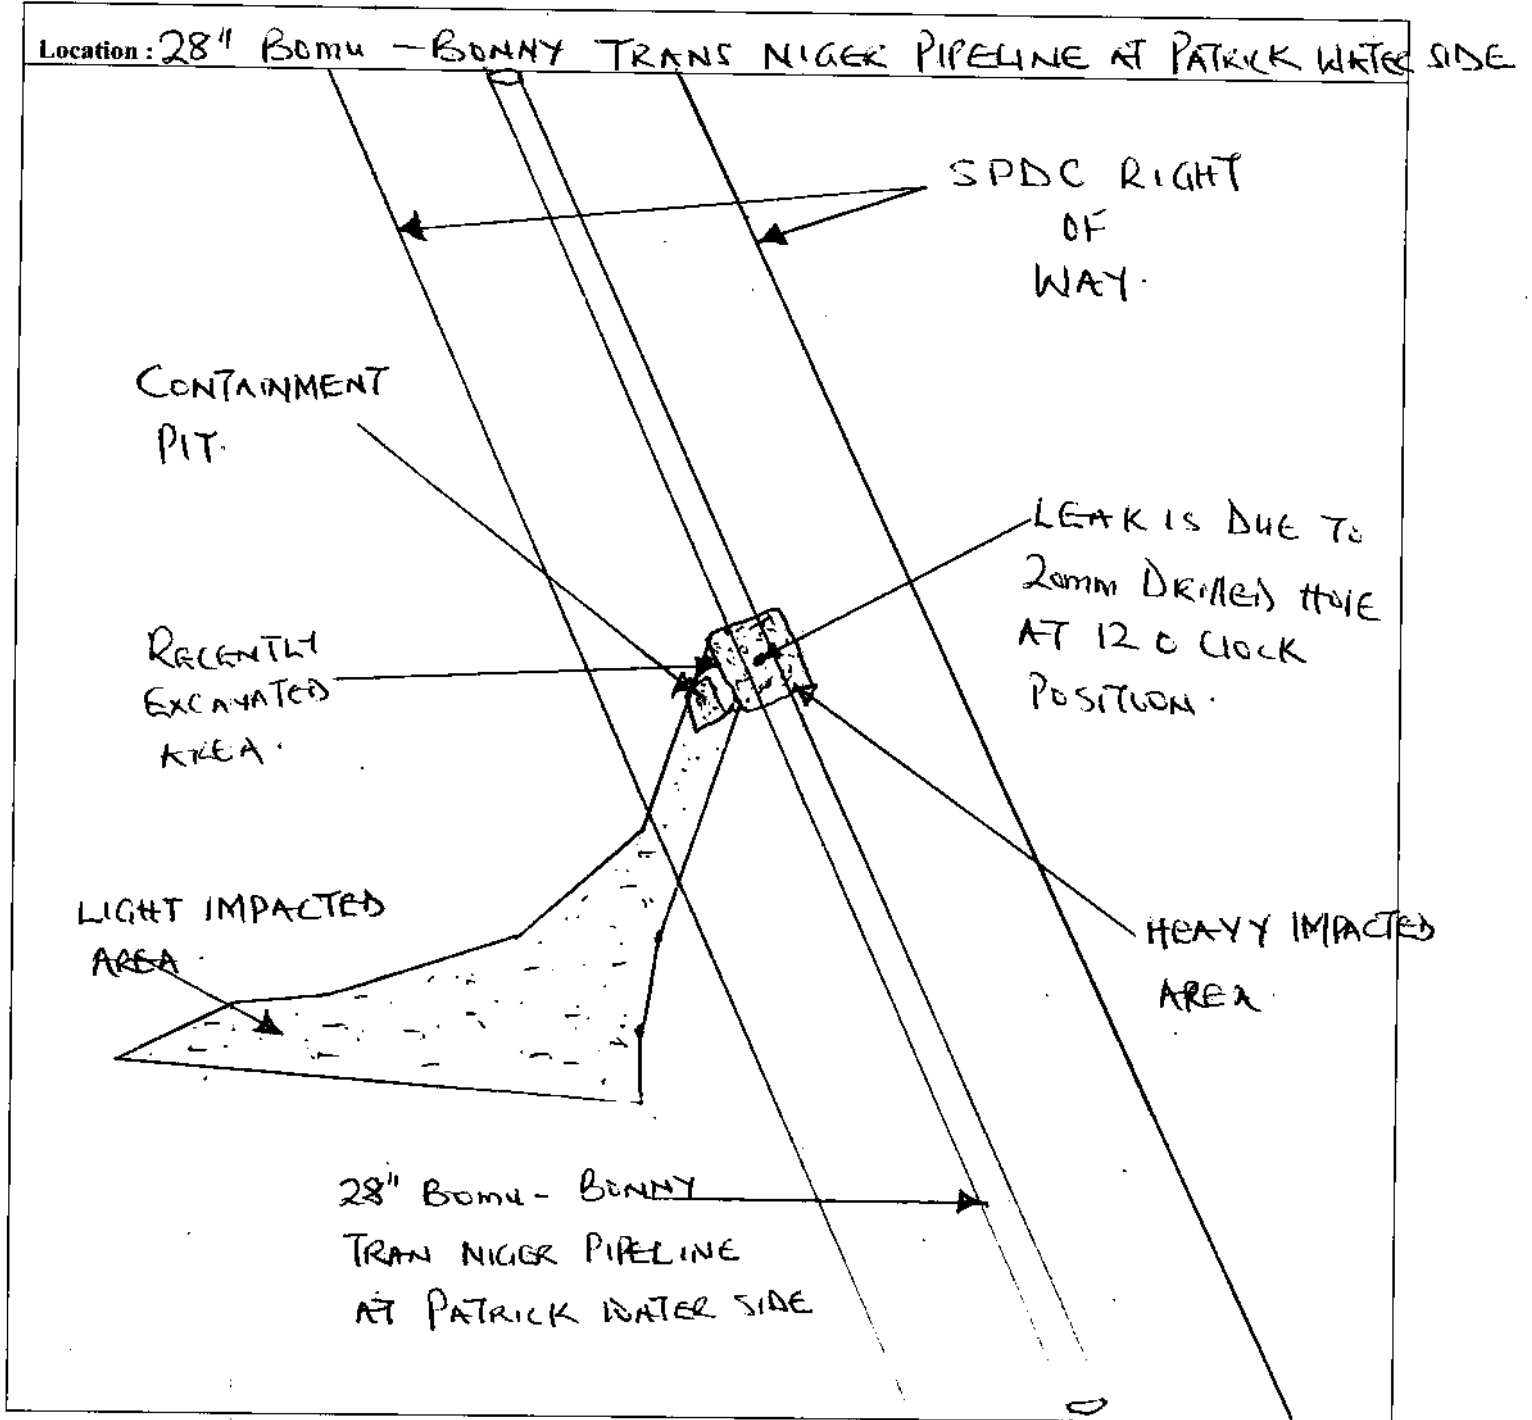 Location : 28" BOMU - BONNY TRANS NIGER PIPELINE AT PATRICK WATER SIDE
SPDC RIGHT
OF
WAY.
CONTAINMENT
PIT.
LEAK IS DUE TO
20mm DRILLED HOLE
AT 12 O CLOCK
POSITION.
RECENTLY
EXCAVATED
AREA.
LIGHT IMPACTED
AREA.
HEAVY IMPACTED
AREA.
28" BOMU - BONNY
TRAN NIGER PIPELINE
AT PATRICK WATER SIDE